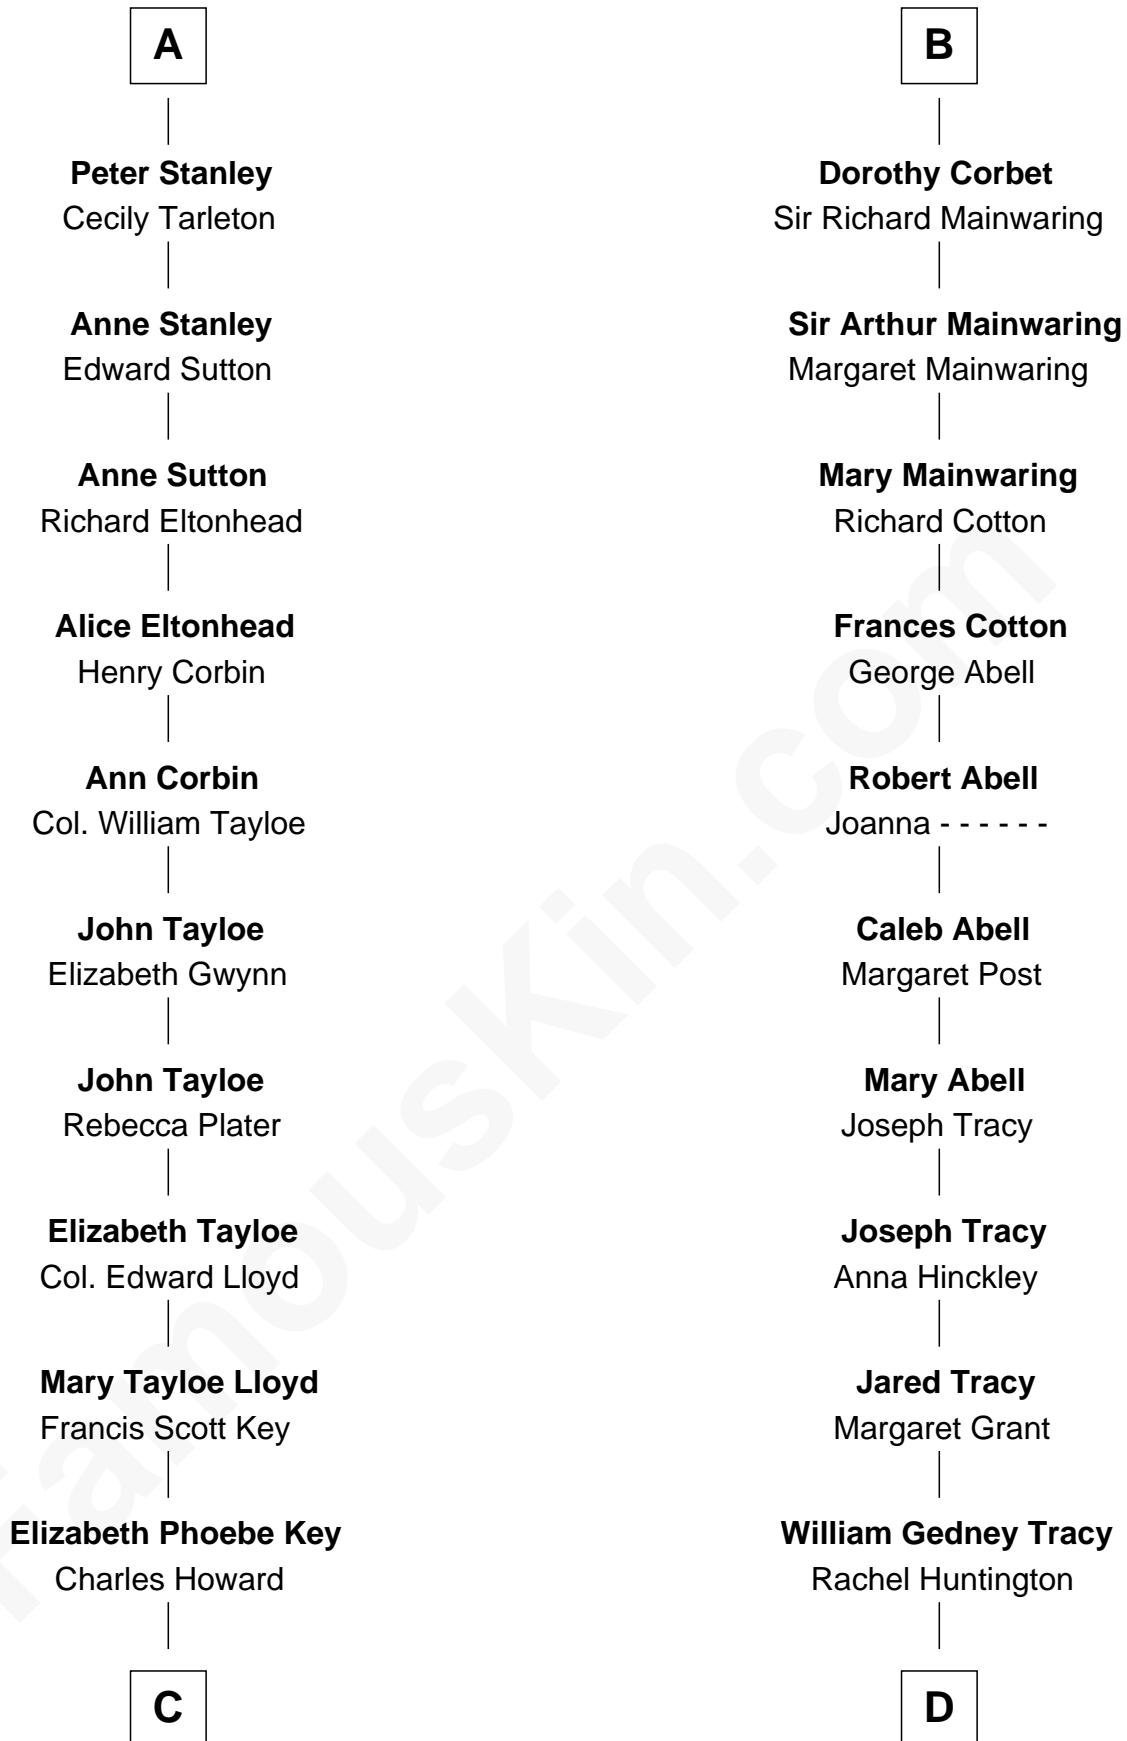 A
Peter Stanley
Cecily Tarleton
Anne Stanley
Edward Sutton
Anne Sutton
Richard Eltonhead
Alice Eltonhead
Henry Corbin
Ann Corbin
Col. William Tayloe
John Tayloe
Elizabeth Gwynn
John Tayloe
Rebecca Plater
Elizabeth Tayloe
Col. Edward Lloyd
Mary Tayloe Lloyd
Francis Scott Key
Elizabeth Phoebe Key
Charles Howard
C
B
Dorothy Corbet
Sir Richard Mainwaring
Sir Arthur Mainwaring
Margaret Mainwaring
Mary Mainwaring
Richard Cotton
Frances Cotton
George Abell
Robert Abell
Joanna - - - - - -
Caleb Abell
Margaret Post
Mary Abell
Joseph Tracy
Joseph Tracy
Anna Hinckley
Jared Tracy
Margaret Grant
William Gedney Tracy
Rachel Huntington
D
FamousKin.com